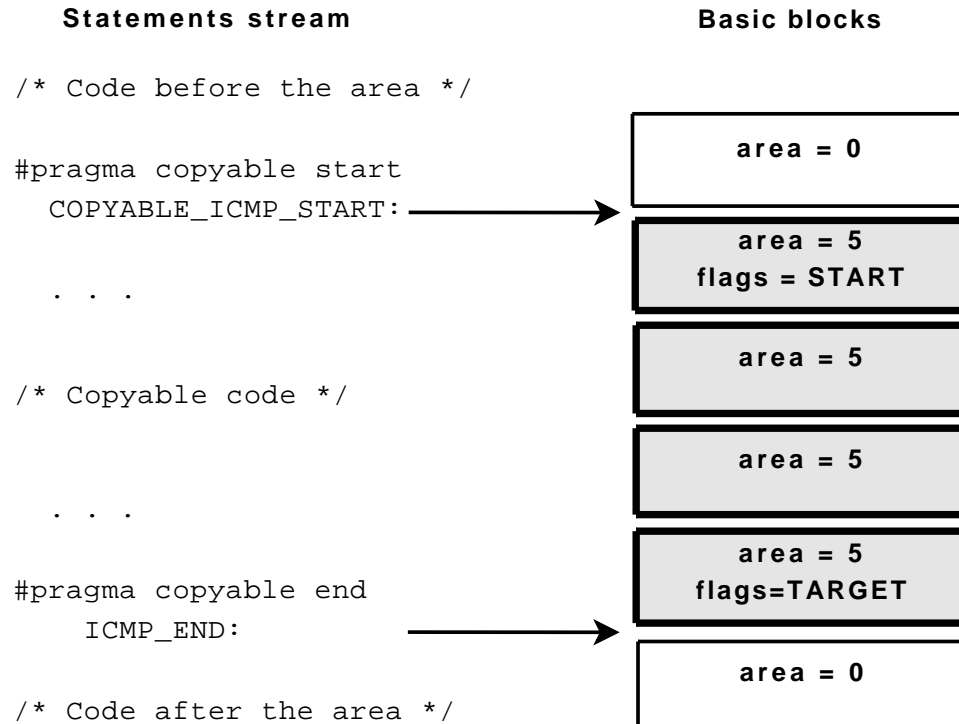 Statements stream
/* Code before the area */
#pragma copyable start
COPYABLE_ICMP_START:
. . .
/* Copyable code */
. . .
#pragma copyable end
ICMP_END:
/* Code after the area */
Basic blocks
area = 0
area = 5
flags = START
area = 5
area = 5
area = 5
flags=TARGET
area = 0